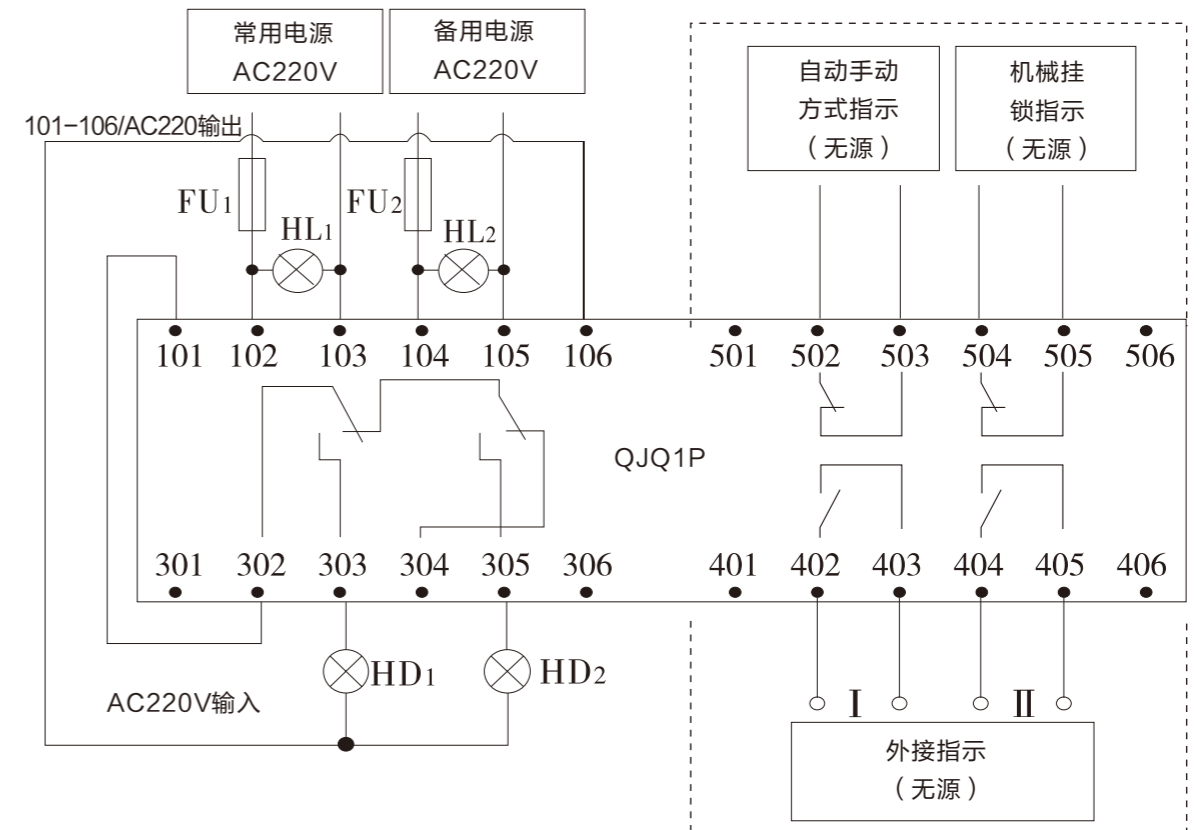 常用电源
AC220V
备用电源
AC220V
自动手动
方式指示
（无源）
机械挂
锁指示
（无源）
101-106/AC220输出
FU1
HL1
FU2
HL2
101 102 103 104 105 106
501 502 503 504 505 506
QJQ1P
301 302 303 304 305 306
401 402 403 404 405 406
HD1
HD2
AC220V输入
I
II
外接指示
（无源）